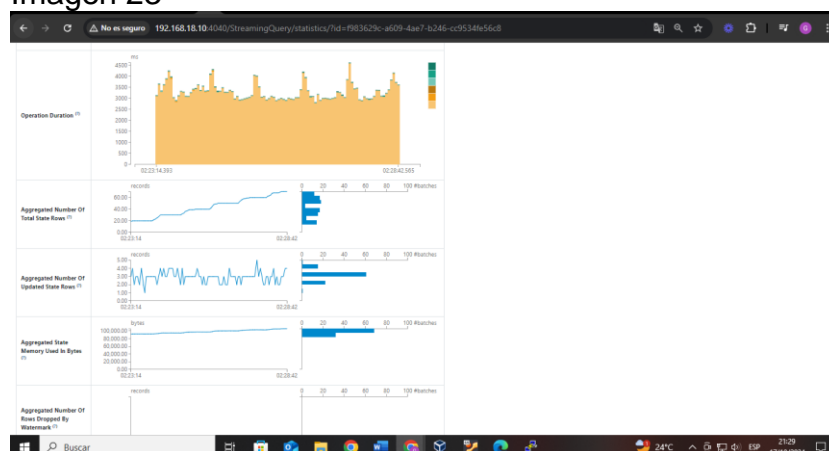 Imagen 28
No es seguro 192.168.18.10:4040/StreamingQuery/statistics/?id=f983629c-a609-4ae7-b246-cc9534fe56c8
ms
4500
4000
3500
3000
2500
2000
1500
1000
500
0
Operation Duration (?)
02:23:14,593
02:28:42,565
records
0 20 40 60 80 100 #batches
60.00
40.00
20.00
0.00
Aggregated Number Of
Total State Rows (?)
02:23:14
02:28:42
records
0 20 40 60 80 100 #batches
5.00
4.00
3.00
2.00
1.00
0.00
Aggregated Number Of
Updated State Rows (?)
02:23:14
02:28:42
bytes
0 20 40 60 80 100 #batches
100,000.00
80,000.00
60,000.00
40,000.00
20,000.00
0.00
Aggregated State
Memory Used In Bytes
(?)
02:23:14
02:28:42
records
0 20 40 60 80 100 #batches
Aggregated Number Of
Rows Dropped By
Watermark (?)
Buscar
24°C
ESP
21:29